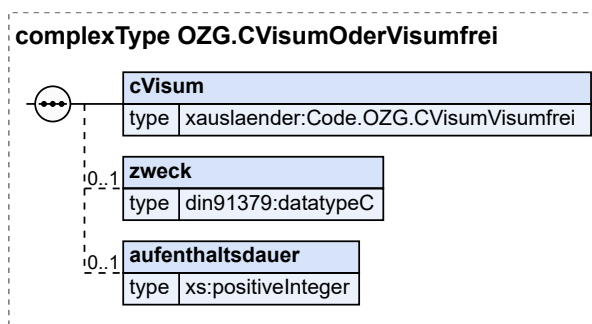 complexType OZG.CVisumOderVisumfrei
cVisum
type xauslaender:Code.OZG.CVisumVisumfrei
0..1 zweck
type din91379:datatypeC
0..1 aufenthaltsdauer
type xs:positiveInteger